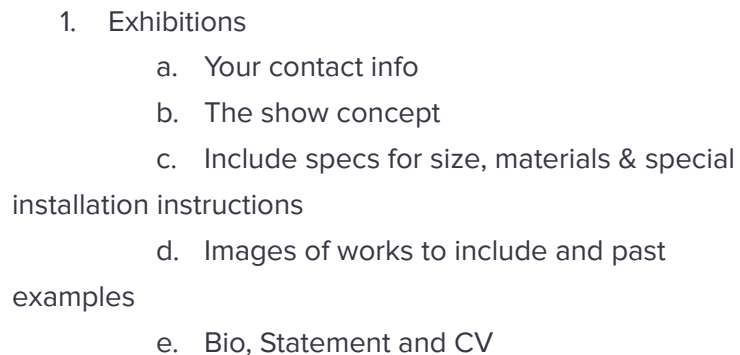 1. Exhibitions
a. Your contact info
b. The show concept
c. Include specs for size, materials & special
installation instructions
d. Images of works to include and past
examples
e. Bio, Statement and CV